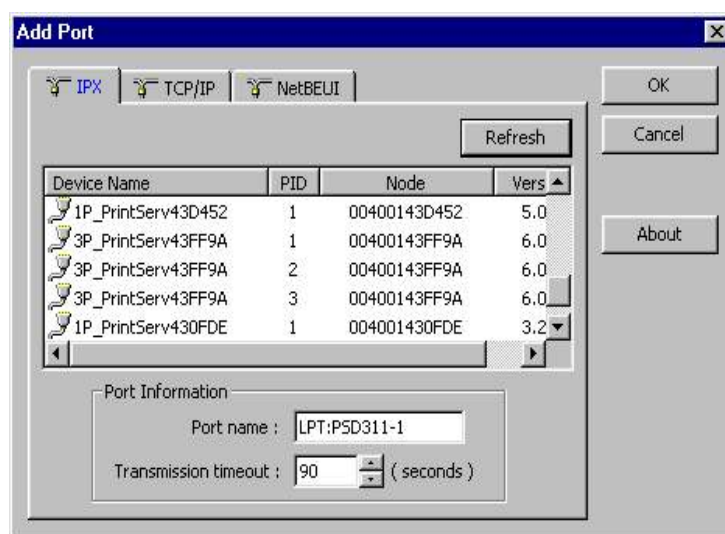 Add Port
IPX TCP/IP NetBEUI OK
Refresh Cancel
Device Name PID Node Vers
1P_PrintServ43D452 1 00400143D452 5.0
3P_PrintServ43FF9A 1 00400143FF9A 6.0 About
3P_PrintServ43FF9A 2 00400143FF9A 6.0
3P_PrintServ43FF9A 3 00400143FF9A 6.0
1P_PrintServ430FDE 1 004001430FDE 3.2
Port Information
Port name : LPT:PSD311-1
Transmission timeout : 90 ( seconds )